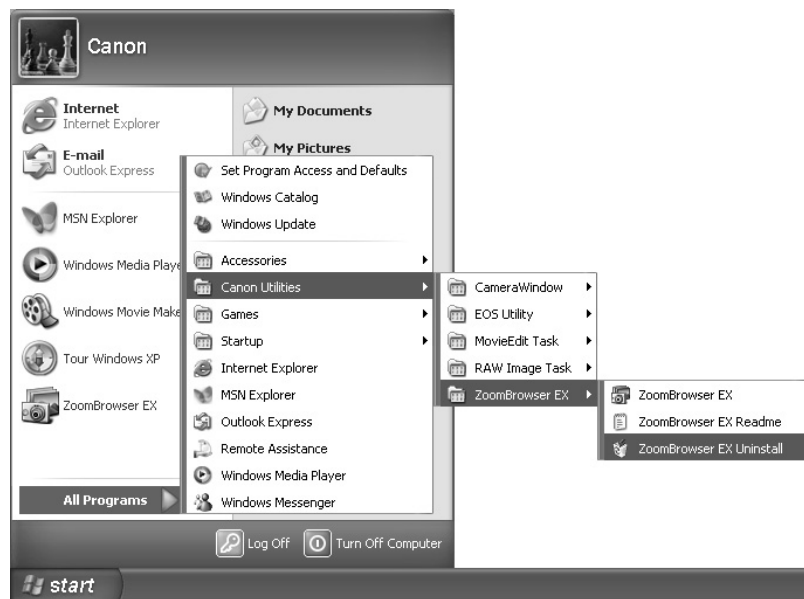 Canon
Internet
Internet Explorer
E-mail
Outlook Express
MSN Explorer
Windows Media Playe
Windows Movie Make
Tour Windows XP
ZoomBrowser EX
All Programs
My Documents
My Pictures
Set Program Access and Defaults
Windows Catalog
Windows Update
Accessories
Canon Utilities
Games
Startup
Internet Explorer
MSN Explorer
Outlook Express
Remote Assistance
Windows Media Player
Windows Messenger
CameraWindow
EOS Utility
MovieEdit Task
RAW Image Task
ZoomBrowser EX
ZoomBrowser EX
ZoomBrowser EX Readme
ZoomBrowser EX Uninstall
Log Off
Turn Off Computer
start